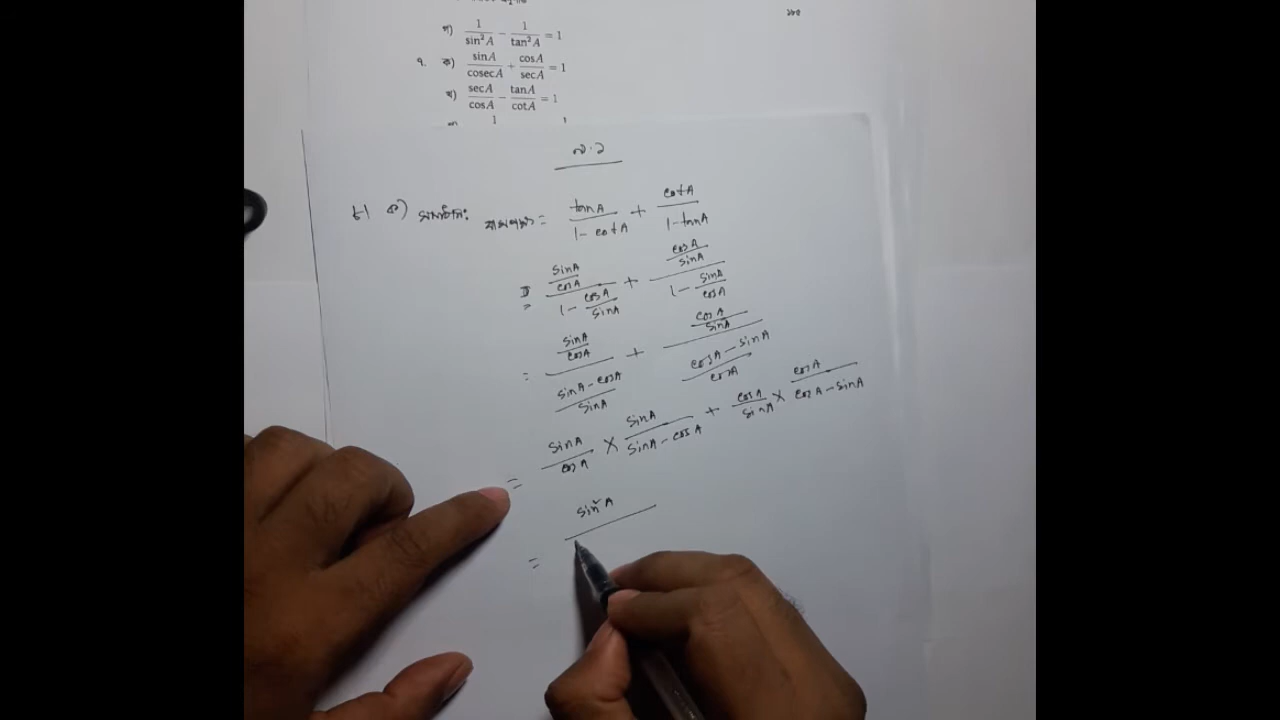 ১৮৫
গ) 1/sin²A − 1/tan²A = 1
৭. ক) sinA/cosecA + cosA/secA = 1
খ) secA/cosA − tanA/cotA = 1
1
৯.১
৮। ক) সমাধান: বামপক্ষ = tanA/(1 − cotA) + cotA/(1 − tanA)
= (sinA/cosA)/(1 − cosA/sinA) + (cosA/sinA)/(1 − sinA/cosA)
= (sinA/cosA)/((sinA − cosA)/sinA) + (cosA/sinA)/((cosA − sinA)/cosA)
= sinA/cosA × sinA/(sinA − cosA) + cosA/sinA × cosA/(cosA − sinA)
= sin²A